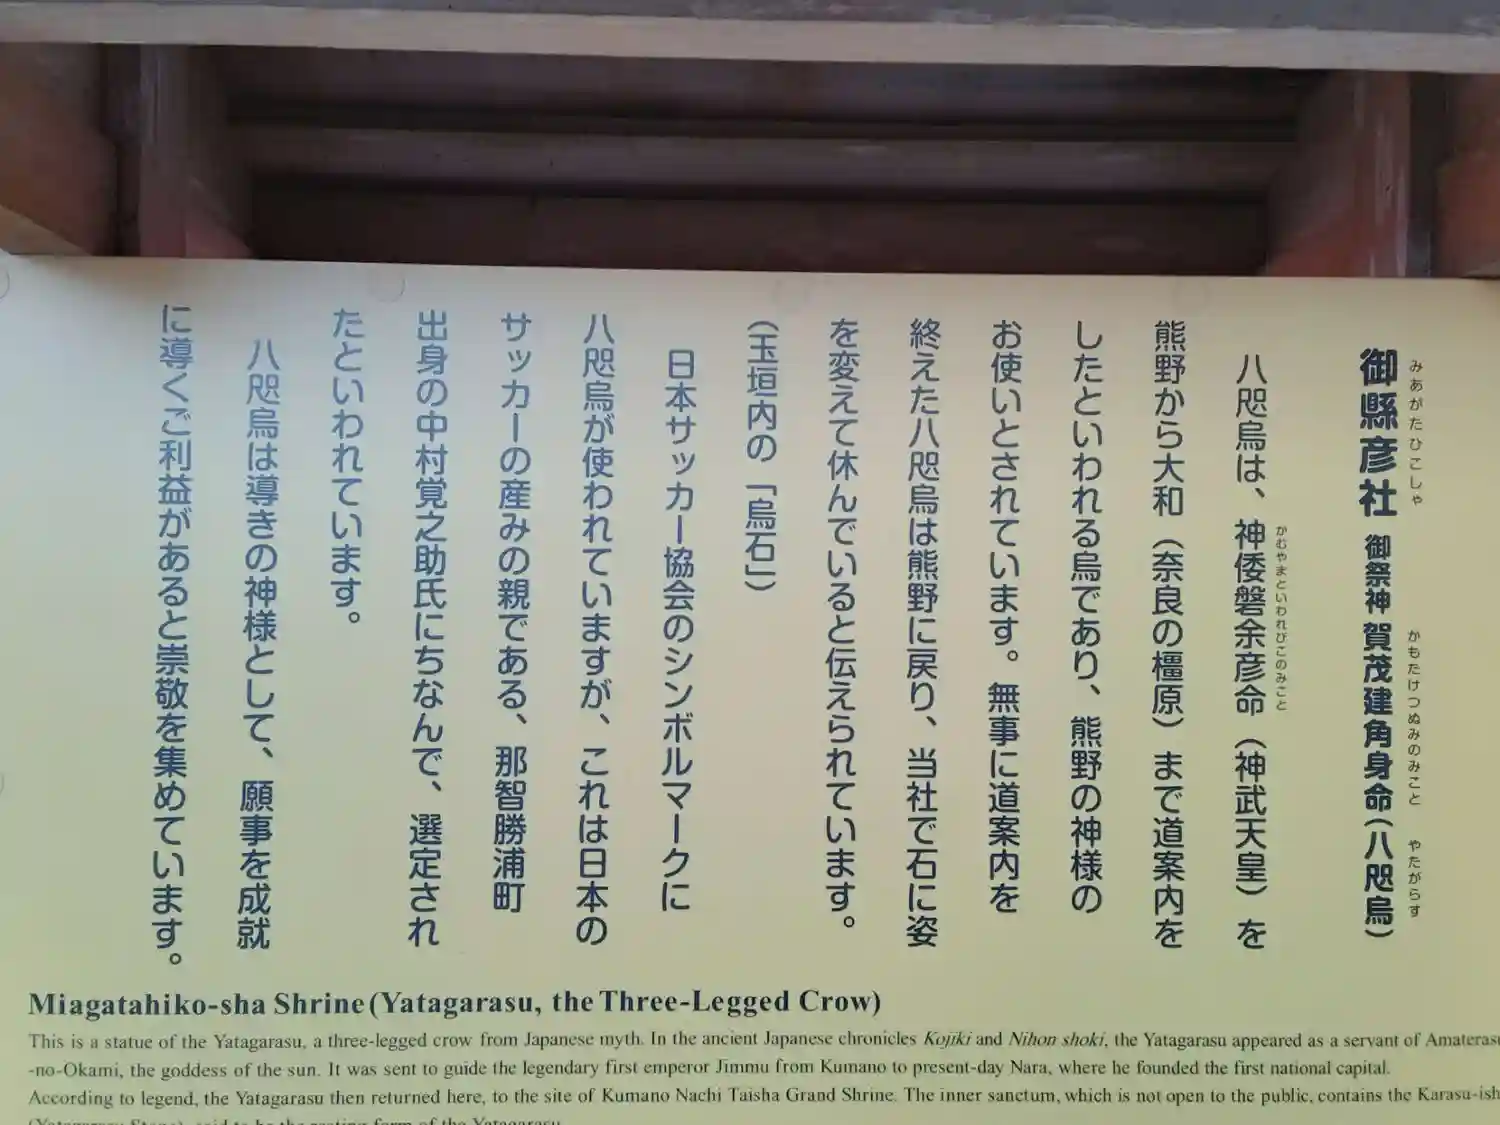 御縣彦社 御祭神 賀茂建角身命(八咫烏)
みあがたひこしゃ かもたけつぬみのみこと やたがらす
八咫烏は、神倭磐余彦命(神武天皇)を
かむやまといわれびこのみこと
熊野から大和(奈良の橿原)まで道案内を
したといわれる烏であり、熊野の神様の
お使いとされています。無事に道案内を
終えた八咫烏は熊野に戻り、当社で石に姿
を変えて休んでいると伝えられています。
(玉垣内の「烏石」)
日本サッカー協会のシンボルマークに
八咫烏が使われていますが、これは日本の
サッカーの産みの親である、那智勝浦町
出身の中村覚之助氏にちなんで、選定され
たといわれています。
八咫烏は導きの神様として、願事を成就
に導くご利益があると崇敬を集めています。
Miagatahiko-sha Shrine (Yatagarasu, the Three-Legged Crow)
This is a statue of the Yatagarasu, a three-legged crow from Japanese myth. In the ancient Japanese chronicles Kojiki and Nihon shoki, the Yatagarasu appeared as a servant of Amaterasu
-no-Okami, the goddess of the sun. It was sent to guide the legendary first emperor Jimmu from Kumano to present-day Nara, where he founded the first national capital.
According to legend, the Yatagarasu then returned here, to the site of Kumano Nachi Taisha Grand Shrine. The inner sanctum, which is not open to the public, contains the Karasu-ish
(Yatagarasu Stone), said to be the resting form of the Yatagarasu.